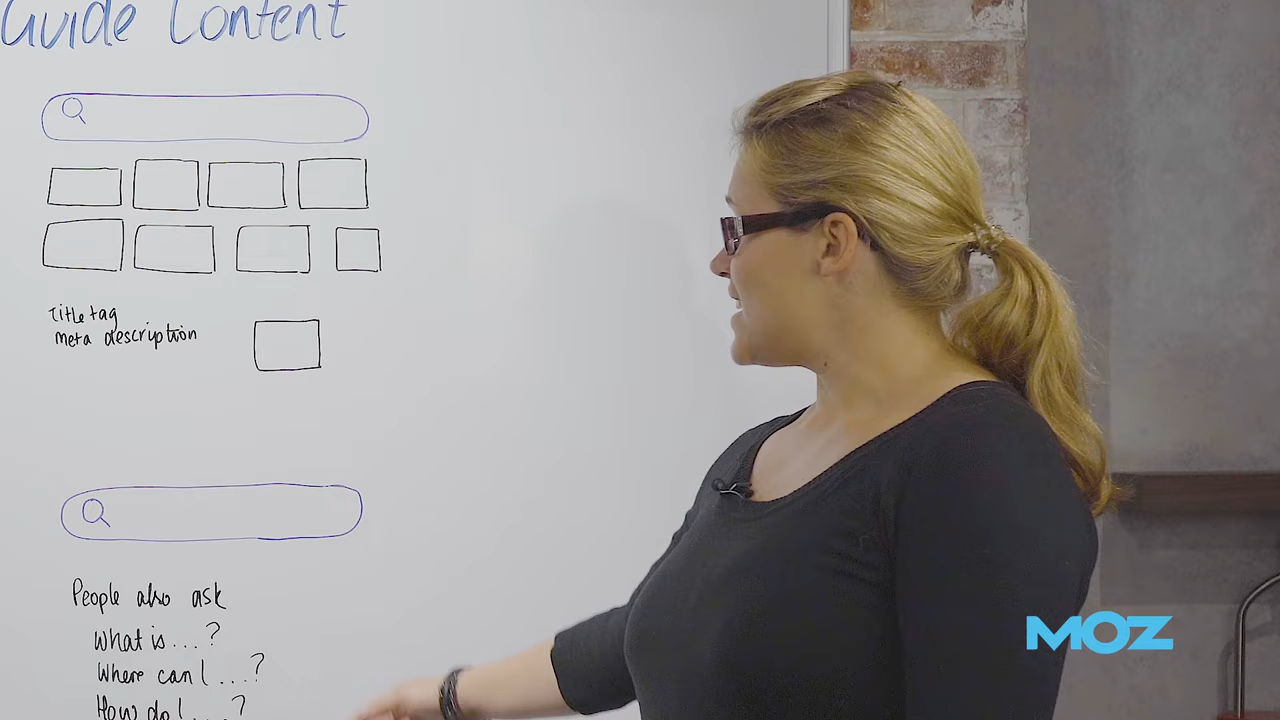 Guide Content
Title tag
meta description
People also ask
What is...?
Where can I ...?
How do I ...?
MOZ